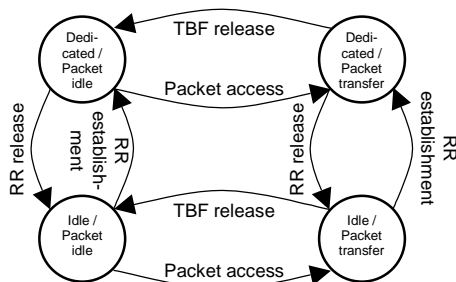 TBF release
Dedi-
cated /
Packet
idle
Dedi-
cated /
Packet
transfer
Packet access
RR release
RR
establish-
ment
RR release
RR
establishment
Idle /
Packet
idle
TBF release
Idle /
Packet
transfer
Packet access